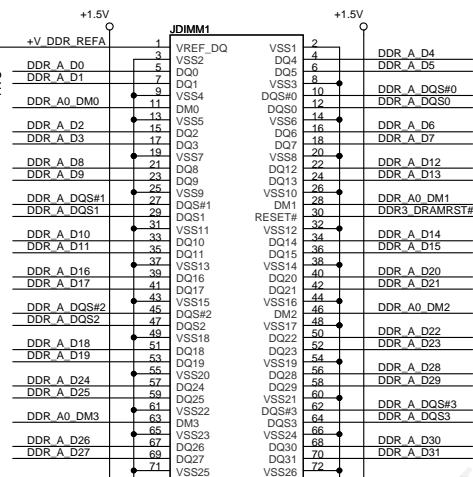 +1.5V +1.5V
JDIMM1
+V_DDR_REFA 1 VREF_DQ VSS1 2
3 VSS2 DQ4 4 DDR_A_D4
DDR_A_D0 5 DQ0 DQ5 6 DDR_A_D5
DDR_A_D1 7 DQ1 VSS3 8
9 VSS4 DQS#0 10 DDR_A_DQS#0
DDR_A0_DM0 11 DM0 DQS0 12 DDR_A_DQS0
13 VSS5 VSS6 14
DDR_A_D2 15 DQ2 DQ6 16 DDR_A_D6
DDR_A_D3 17 DQ3 DQ7 18 DDR_A_D7
19 VSS7 VSS8 20
DDR_A_D8 21 DQ8 DQ12 22 DDR_A_D12
DDR_A_D9 23 DQ9 DQ13 24 DDR_A_D13
25 VSS9 VSS10 26
DDR_A_DQS#1 27 DQS#1 DM1 28 DDR_A0_DM1
DDR_A_DQS1 29 DQS1 RESET# 30 DDR3_DRAMRST#
31 VSS11 VSS12 32
DDR_A_D10 33 DQ10 DQ14 34 DDR_A_D14
DDR_A_D11 35 DQ11 DQ15 36 DDR_A_D15
37 VSS13 VSS14 38
DDR_A_D16 39 DQ16 DQ20 40 DDR_A_D20
DDR_A_D17 41 DQ17 DQ21 42 DDR_A_D21
43 VSS15 VSS16 44
DDR_A_DQS#2 45 DQS#2 DM2 46 DDR_A0_DM2
DDR_A_DQS2 47 DQS2 VSS17 48
49 VSS18 DQ22 50 DDR_A_D22
DDR_A_D18 51 DQ18 DQ23 52 DDR_A_D23
DDR_A_D19 53 DQ19 VSS19 54
55 VSS20 DQ28 56 DDR_A_D28
DDR_A_D24 57 DQ24 DQ29 58 DDR_A_D29
DDR_A_D25 59 DQ25 VSS21 60
61 VSS22 DQS#3 62 DDR_A_DQS#3
DDR_A0_DM3 63 DM3 DQS3 64 DDR_A_DQS3
65 VSS23 VSS24 66
DDR_A_D26 67 DQ26 DQ30 68 DDR_A_D30
DDR_A_D27 69 DQ27 DQ31 70 DDR_A_D31
71 VSS25 VSS26 72